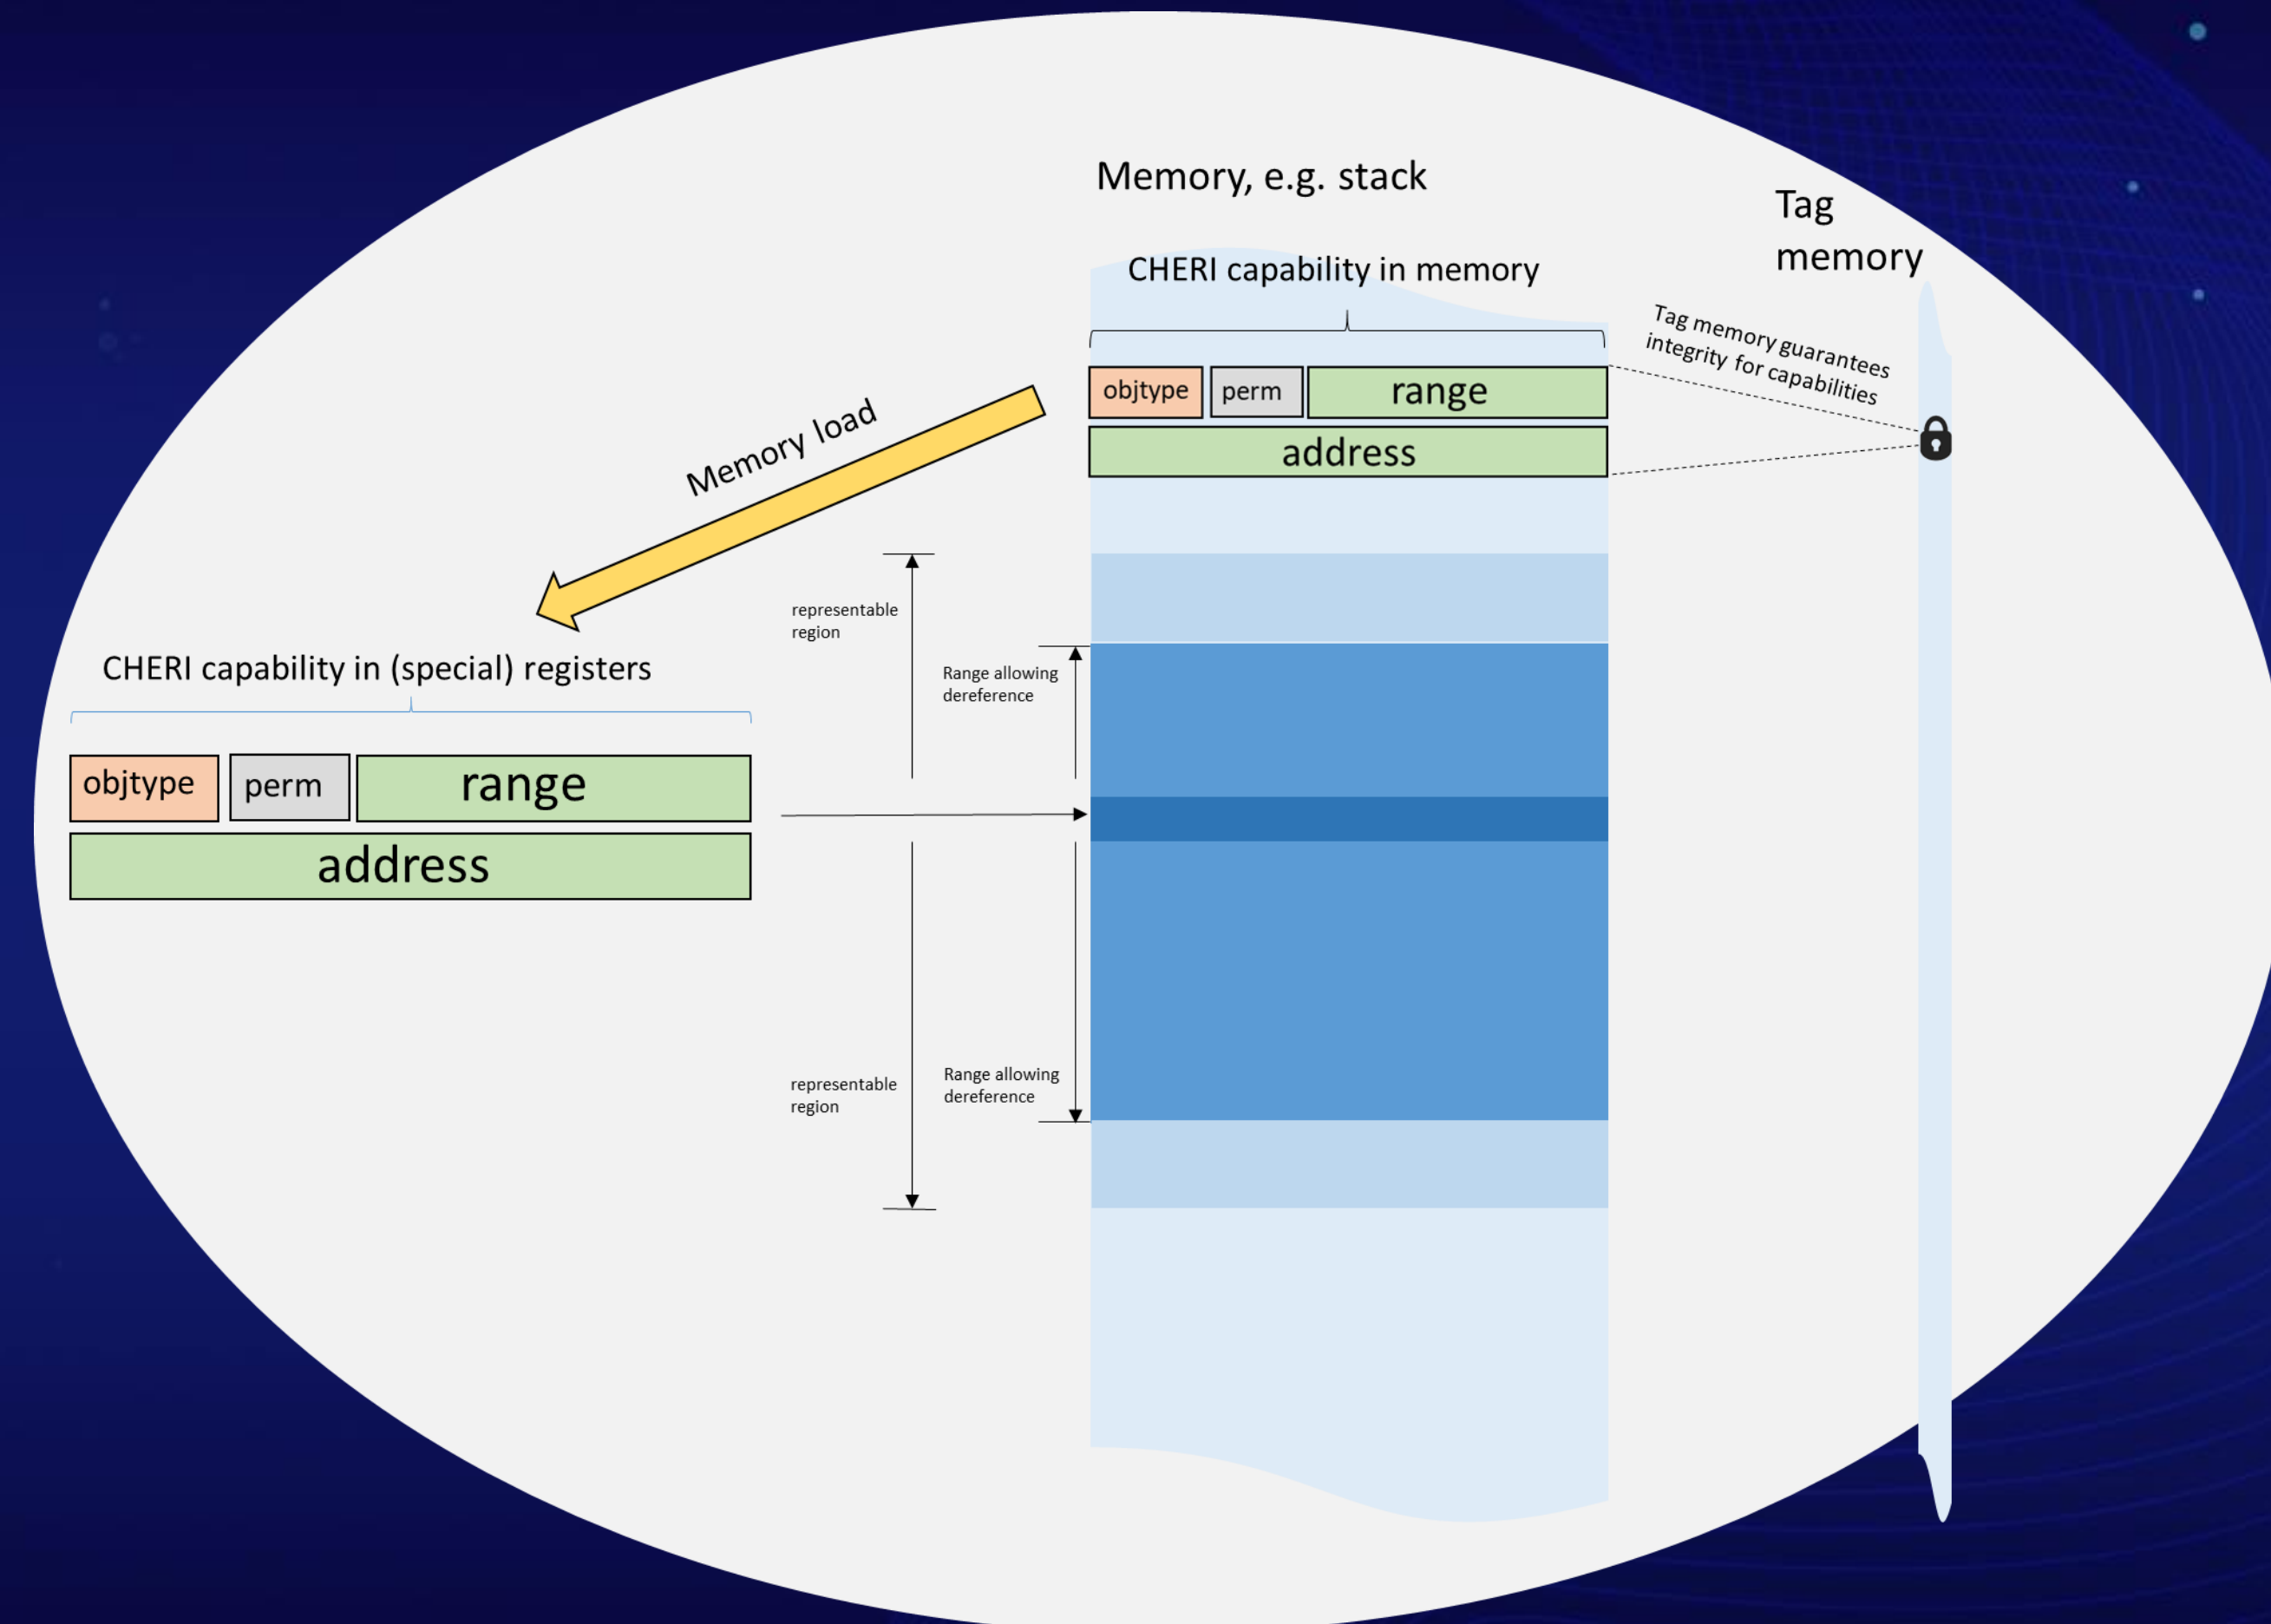 Memory, e.g. stack
Tag
memory
CHERI capability in memory
Tag memory guarantees
integrity for capabilities
objtype perm range
address
Memory load
representable
region
Range allowing
dereference
CHERI capability in (special) registers
objtype perm range
address
representable
region
Range allowing
dereference